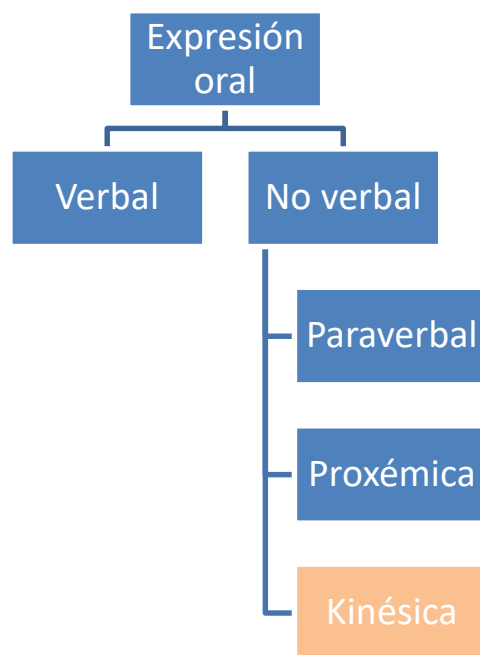 Expresión
oral
Verbal
No verbal
Paraverbal
Proxémica
Kinésica